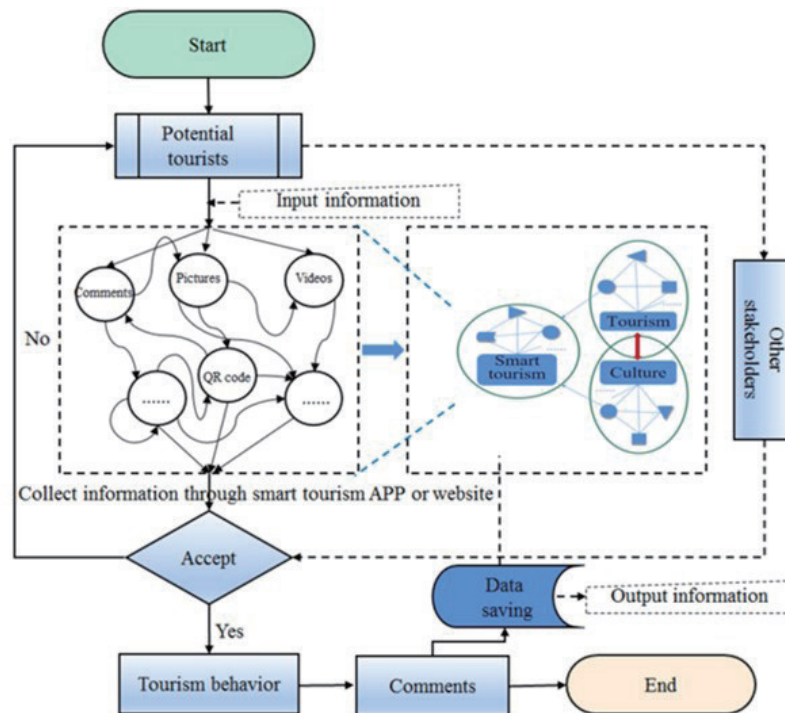 Start
Potential
tourists
Input information
Comments
Pictures
Videos
Tourism
Smart
tourism
Culture
Other
stakeholders
No
QR code
......
......
Collect information through smart tourism APP or website
Accept
Yes
Data
saving
Output information
Tourism behavior
Comments
End